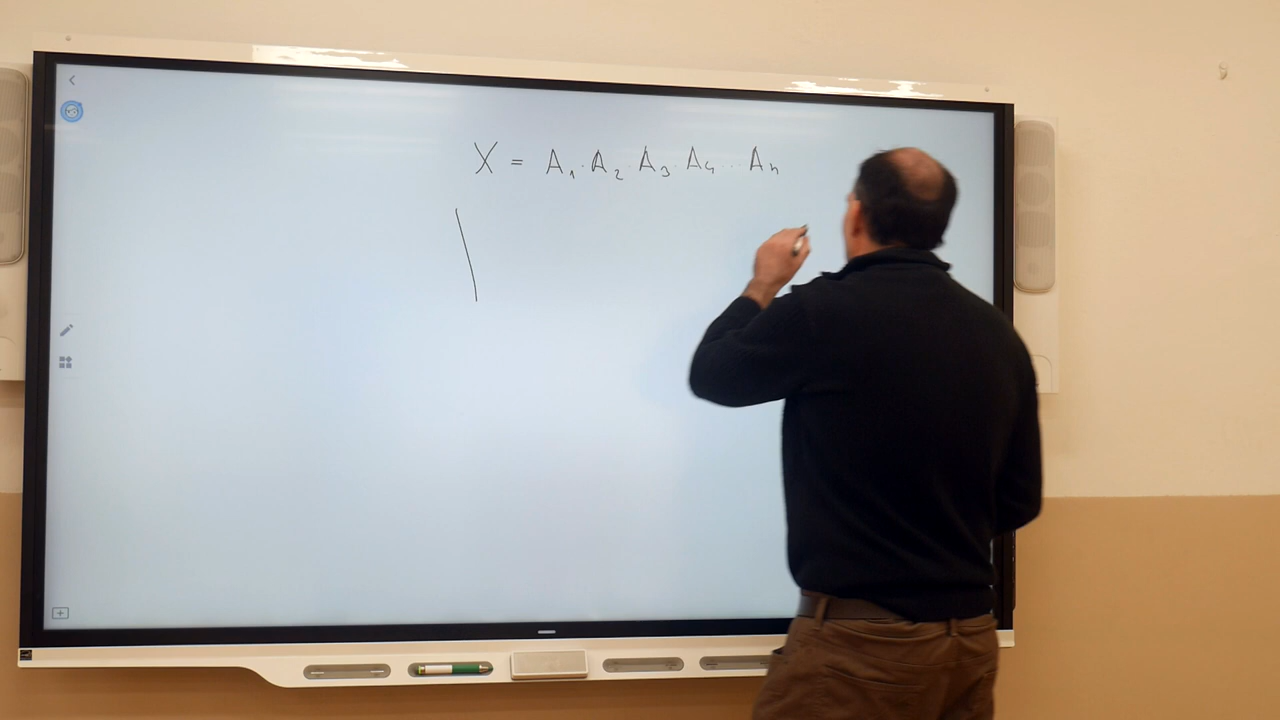 X = A₁ · A₂ · A₃ · A₄ ... Aₙ